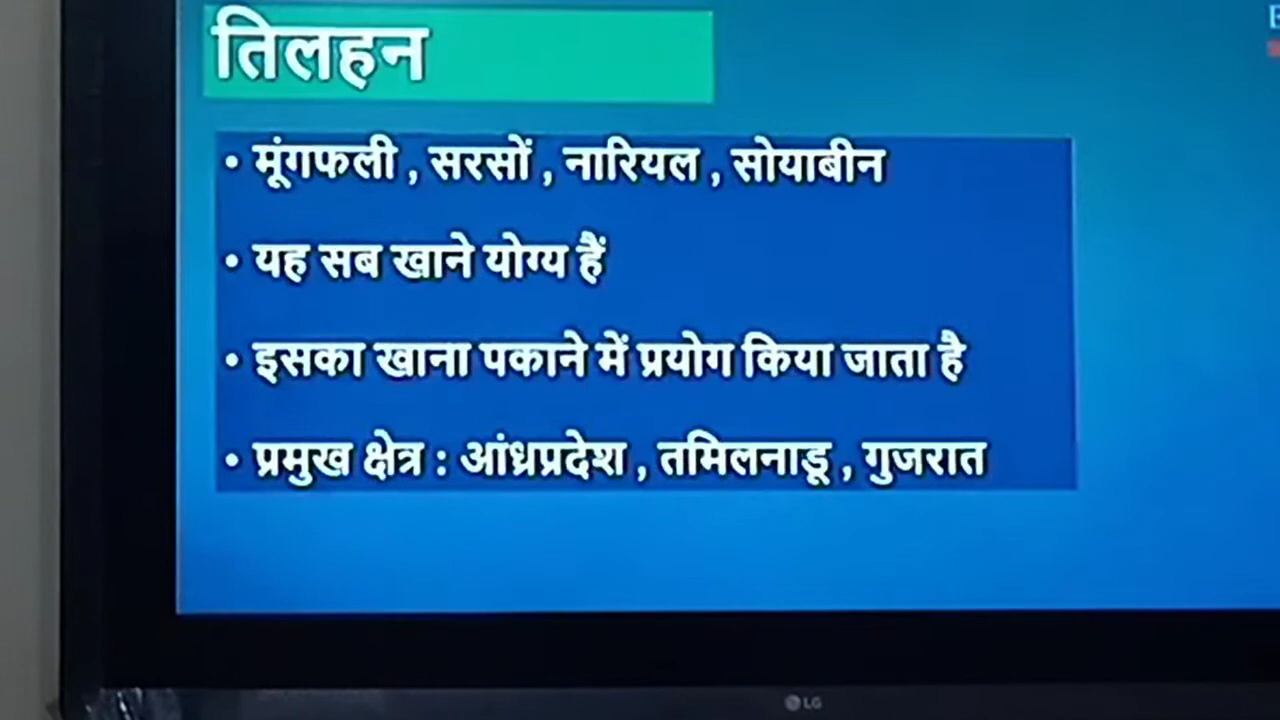 तिलहन
• मूंगफली , सरसों , नारियल , सोयाबीन
• यह सब खाने योग्य हैं
• इसका खाना पकाने में प्रयोग किया जाता है
• प्रमुख क्षेत्र : आंध्रप्रदेश , तमिलनाडू , गुजरात
LG